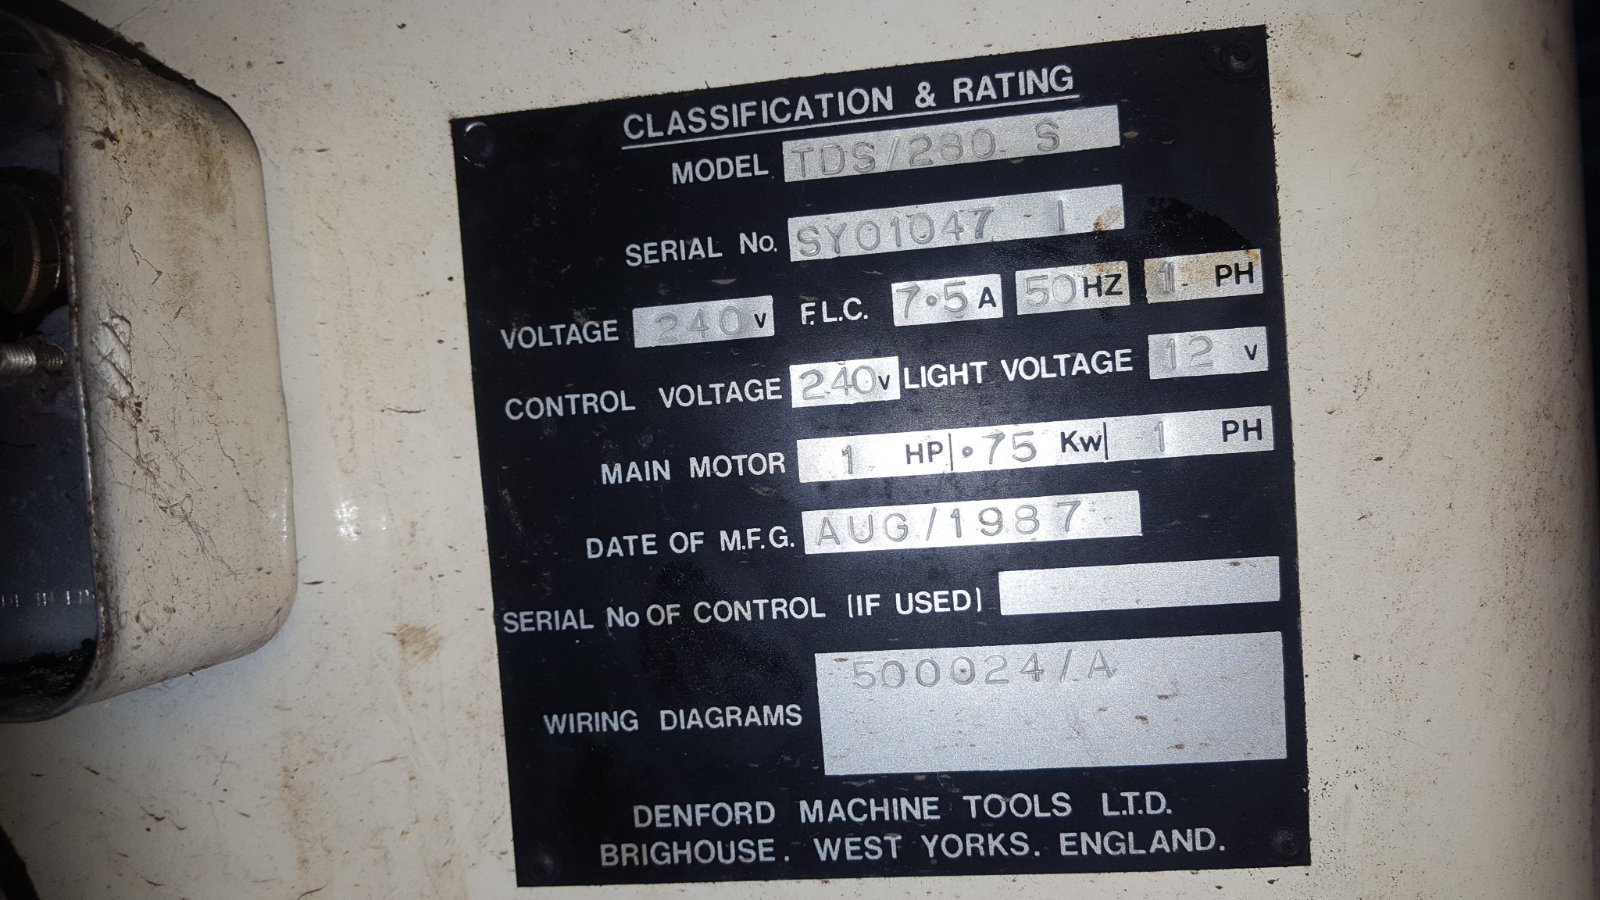 CLASSIFICATION & RATING
MODEL TDS/280 S
SERIAL No. SY01047 1
VOLTAGE 240 V F.L.C. 7.5 A 50 HZ 1 PH
CONTROL VOLTAGE 240 V LIGHT VOLTAGE 12 V
MAIN MOTOR 1 HP .75 Kw 1 PH
DATE OF M.F.G. AUG/1987
SERIAL No OF CONTROL (IF USED)
WIRING DIAGRAMS 500024/A
DENFORD MACHINE TOOLS L.T.D.
BRIGHOUSE. WEST YORKS. ENGLAND.